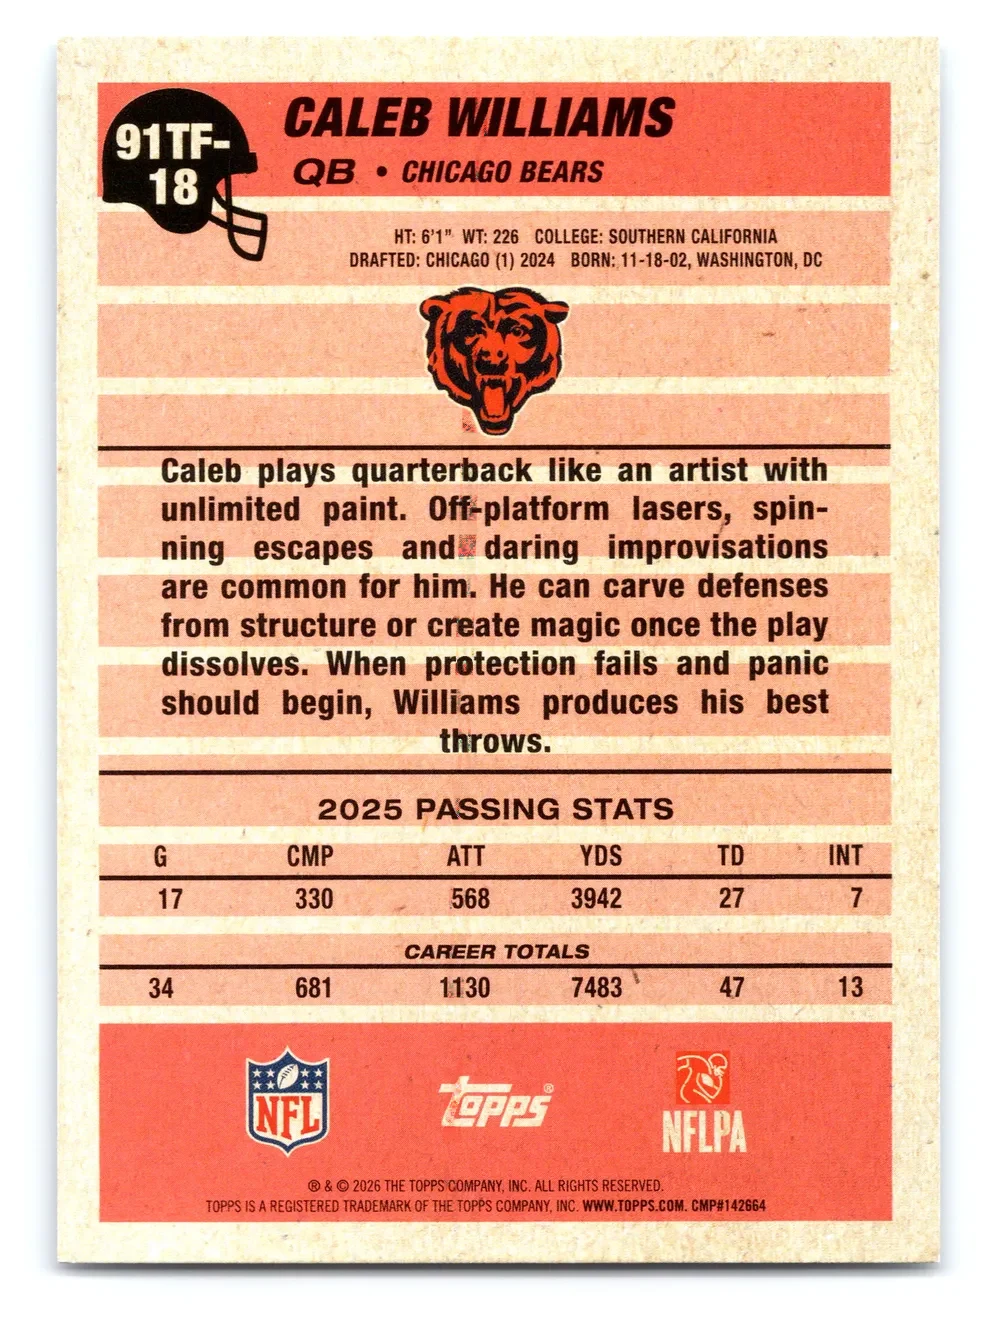 91TF-
18
CALEB WILLIAMS
QB • CHICAGO BEARS
HT: 6'1" WT: 226 COLLEGE: SOUTHERN CALIFORNIA
DRAFTED: CHICAGO (1) 2024 BORN: 11-18-02, WASHINGTON, DC
Caleb plays quarterback like an artist with
unlimited paint. Off-platform lasers, spin-
ning escapes and daring improvisations
are common for him. He can carve defenses
from structure or create magic once the play
dissolves. When protection fails and panic
should begin, Williams produces his best
throws.
2025 PASSING STATS
G CMP ATT YDS TD INT
17 330 568 3942 27 7
CAREER TOTALS
34 681 1130 7483 47 13
NFL
TOPPS®
NFLPA
® & © 2026 THE TOPPS COMPANY, INC. ALL RIGHTS RESERVED.
TOPPS IS A REGISTERED TRADEMARK OF THE TOPPS COMPANY, INC. WWW.TOPPS.COM. CMP#142664